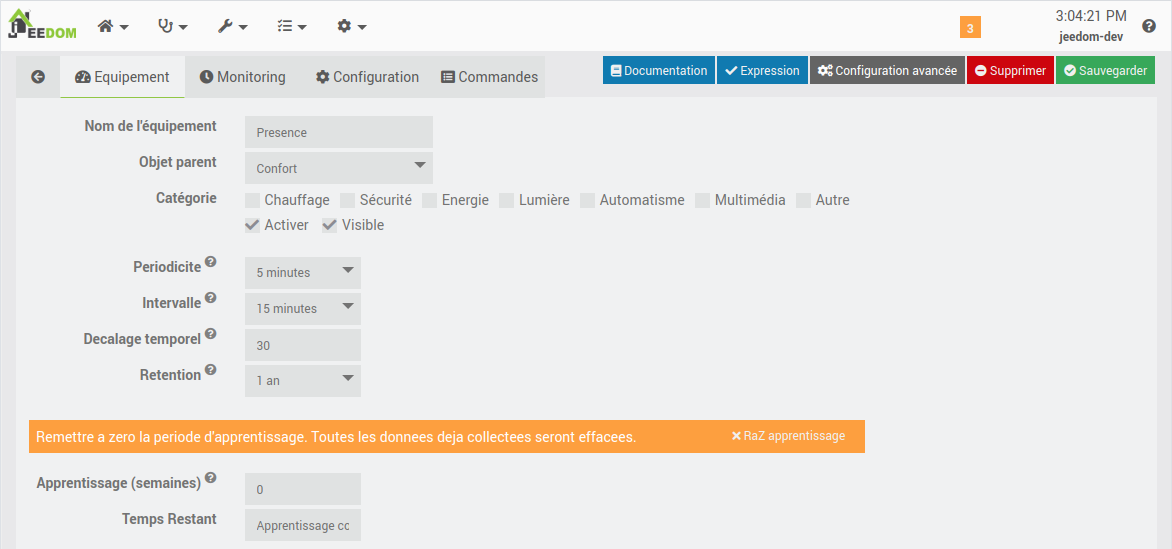 jEEDOM
3
3:04:21 PM
jeedom-dev
Equipement Monitoring Configuration Commandes
Documentation Expression Configuration avancée Supprimer Sauvegarder
Nom de l'équipement Presence
Objet parent Confort
Catégorie Chauffage Sécurité Energie Lumière Automatisme Multimédia Autre
Activer Visible
Periodicite 5 minutes
Intervalle 15 minutes
Decalage temporel 30
Retention 1 an
Remettre a zero la periode d'apprentissage. Toutes les donnees deja collectees seront effacees. RaZ apprentissage
Apprentissage (semaines) 0
Temps Restant Apprentissage cc